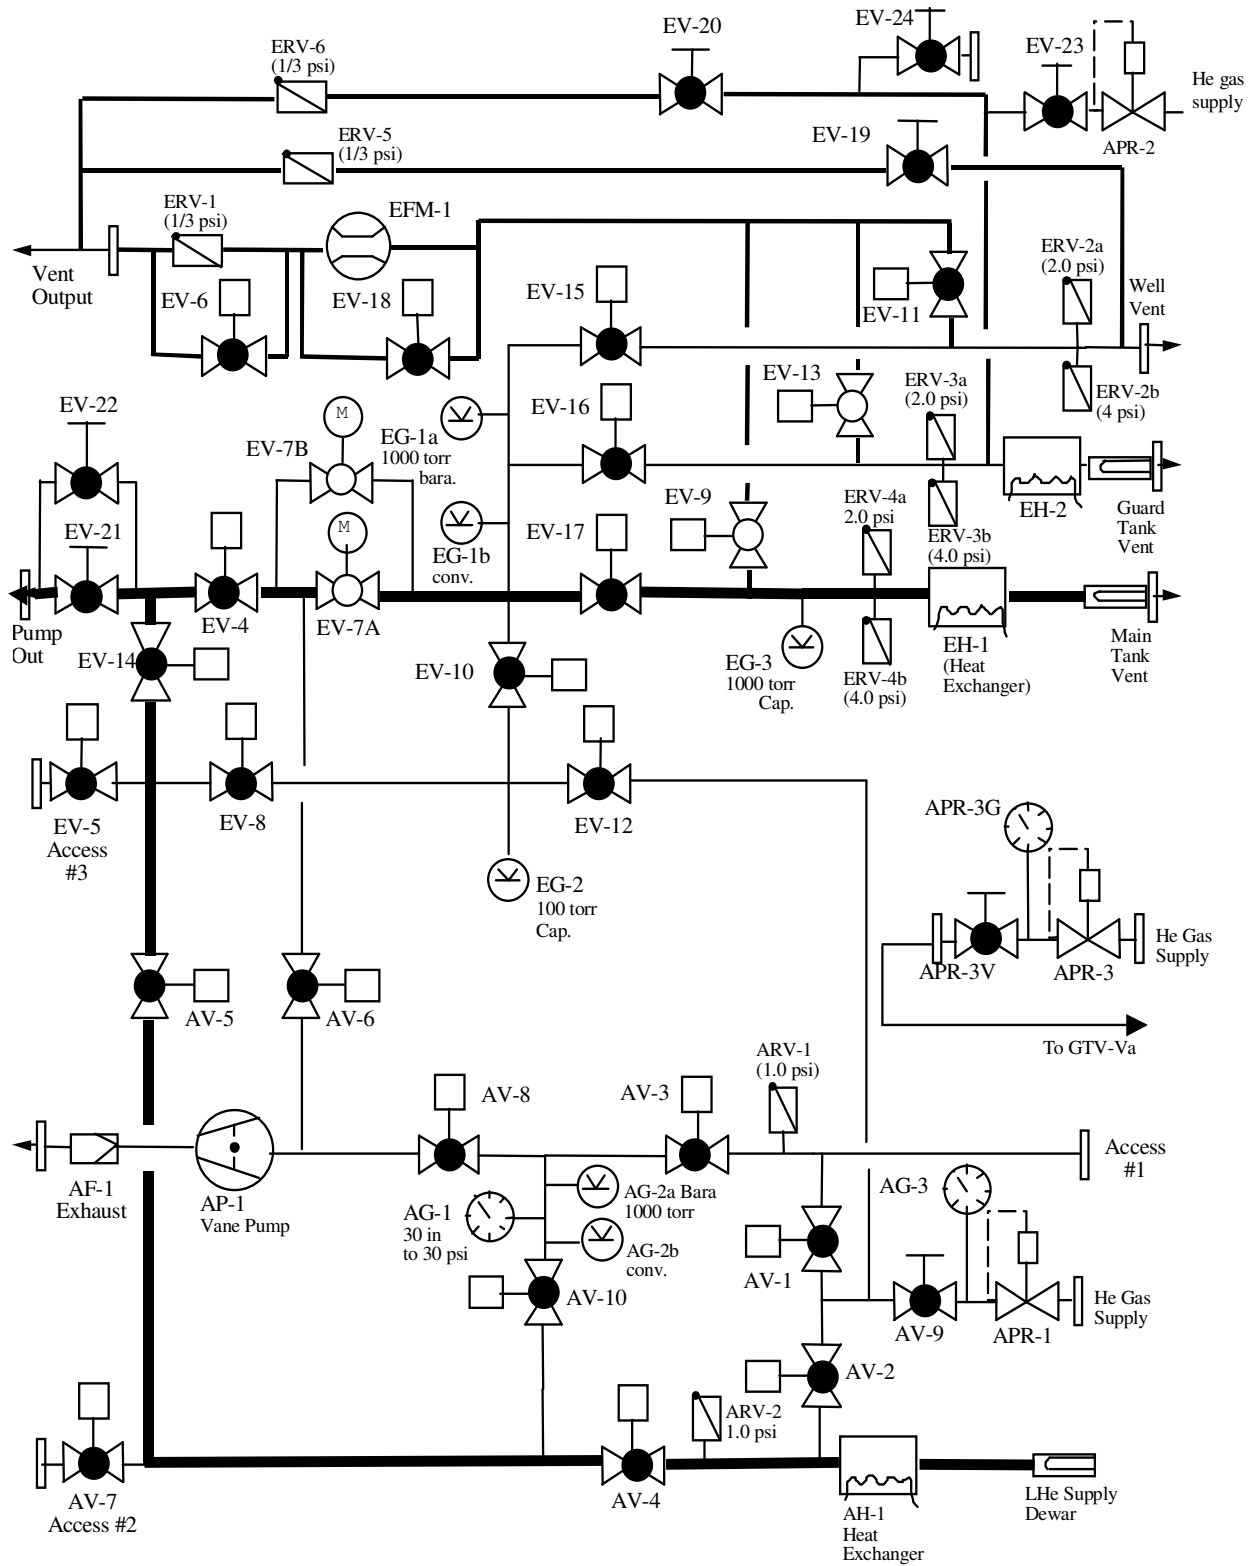 EV-20
EV-24
ERV-6
(1/3 psi)
EV-23
He gas
supply
APR-2
ERV-5
(1/3 psi)
EV-19
ERV-1
(1/3 psi)
EFM-1
ERV-2a
(2.0 psi)
Vent
Output
EV-6
EV-18
EV-15
EV-11
Well
Vent
EV-22
EV-7B
M
EG-1a
1000 torr
bara.
EV-16
EV-13
ERV-3a
(2.0 psi)
ERV-2b
(4 psi)
EV-21
M
EG-1b
conv.
EV-17
EV-9
ERV-4a
2.0 psi
ERV-3b
(4.0 psi)
EH-2
Guard
Tank
Vent
Pump
Out
EV-4
EV-7A
EV-14
EV-10
EG-3
1000 torr
Cap.
ERV-4b
(4.0 psi)
EH-1
(Heat
Exchanger)
Main
Tank
Vent
EV-5
Access
#3
EV-8
EV-12
APR-3G
EG-2
100 torr
Cap.
APR-3V
APR-3
He Gas
Supply
AV-5
AV-6
To GTV-Va
ARV-1
(1.0 psi)
AV-8
AV-3
AF-1
Exhaust
AP-1
Vane Pump
AG-1
30 in
to 30 psi
AG-2a Bara
1000 torr
AG-2b
conv.
AG-3
Access
#1
AV-1
AV-10
AV-9
APR-1
He Gas
Supply
AV-2
ARV-2
1.0 psi
AV-7
Access #2
AV-4
AH-1
Heat
Exchanger
LHe Supply
Dewar